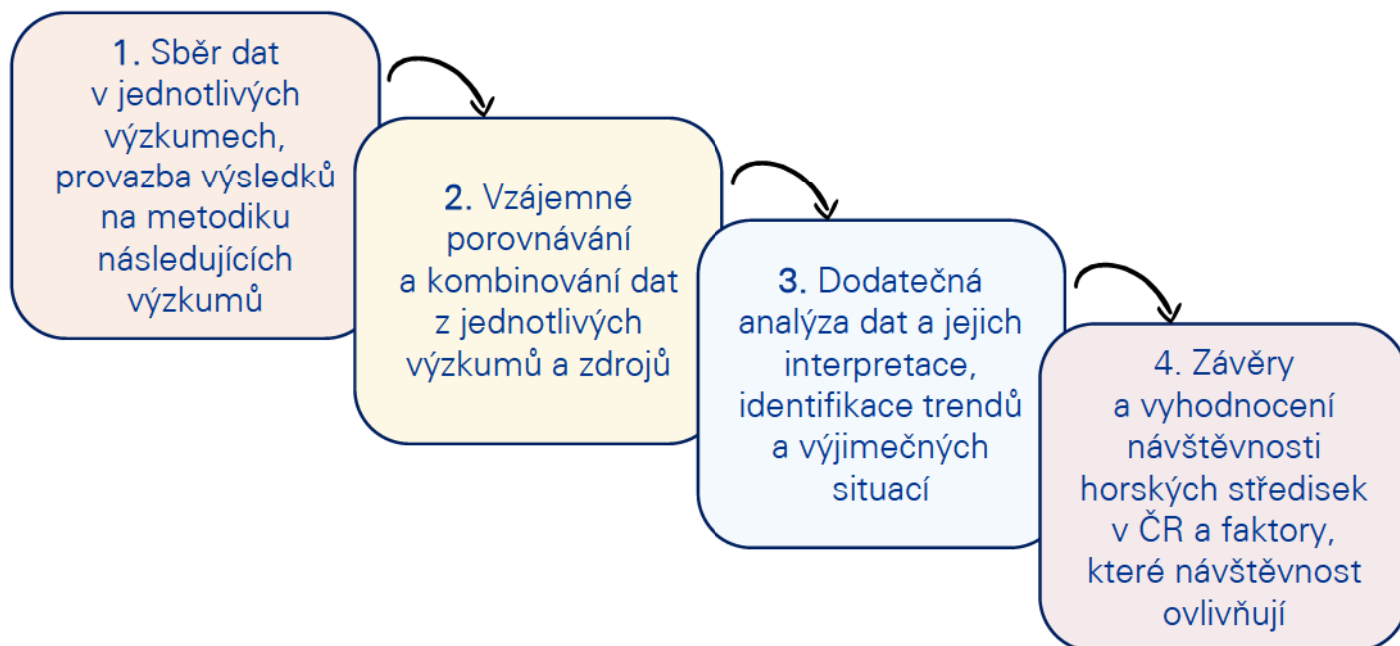 1. Sběr dat
v jednotlivých
výzkumech,
provazba výsledků
na metodiku
následujících
výzkumů
2. Vzájemné
porovnávání
a kombinování dat
z jednotlivých
výzkumů a zdrojů
3. Dodatečná
analýza dat a jejich
interpretace,
identifikace trendů
a výjimečných
situací
4. Závěry
a vyhodnocení
návštěvnosti
horských středisek
v ČR a faktory,
které návštěvnost
ovlivňují